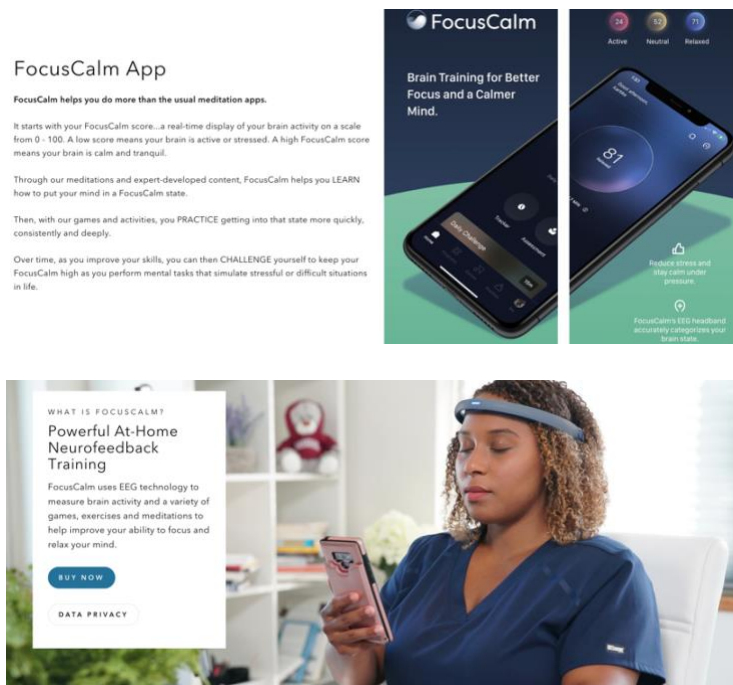 FocusCalm App
FocusCalm helps you do more than the usual meditation apps.
It starts with your FocusCalm score...a real-time display of your brain activity on a scale
from 0 - 100. A low score means your brain is active or stressed. A high FocusCalm score
means your brain is calm and tranquil.
Through our meditations and expert-developed content, FocusCalm helps you LEARN
how to put your mind in a FocusCalm state.
Then, with our games and activities, you PRACTICE getting into that state more quickly,
consistently and deeply.
Over time, as you improve your skills, you can then CHALLENGE yourself to keep your
FocusCalm high as you perform mental tasks that simulate stressful or difficult situations
in life.
FocusCalm
Brain Training for Better
Focus and a Calmer
Mind.
Tracker
Assessment
Daily Challenge
Home
24
52
71
Active
Neutral
Relaxed
Good afternoon,
81
Relaxed
Reduce stress and
stay calm under
pressure.
FocusCalm's EEG headband
accurately categorizes your
brain state.
WHAT IS FOCUSCALM?
Powerful At-Home
Neurofeedback
Training
FocusCalm uses EEG technology to
measure brain activity and a variety of
games, exercises and meditations to
help improve your ability to focus and
relax your mind.
BUY NOW
DATA PRIVACY